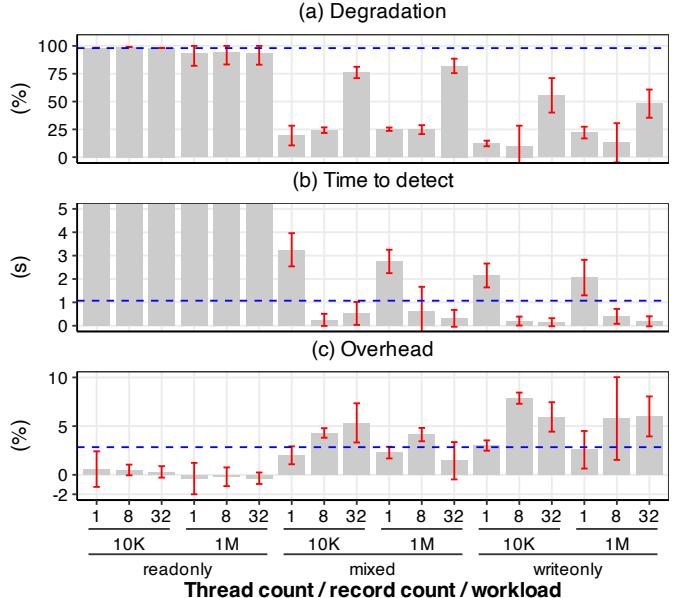 (a) Degradation
100
75
50
25
0
(%)
(b) Time to detect
5
4
3
2
1
0
(s)
(c) Overhead
10
5
0
-2
(%)
1 8 32 1 8 32 1 8 32 1 8 32 1 8 32 1 8 32
10K 1M 10K 1M 10K 1M
readonly mixed writeonly
Thread count / record count / workload